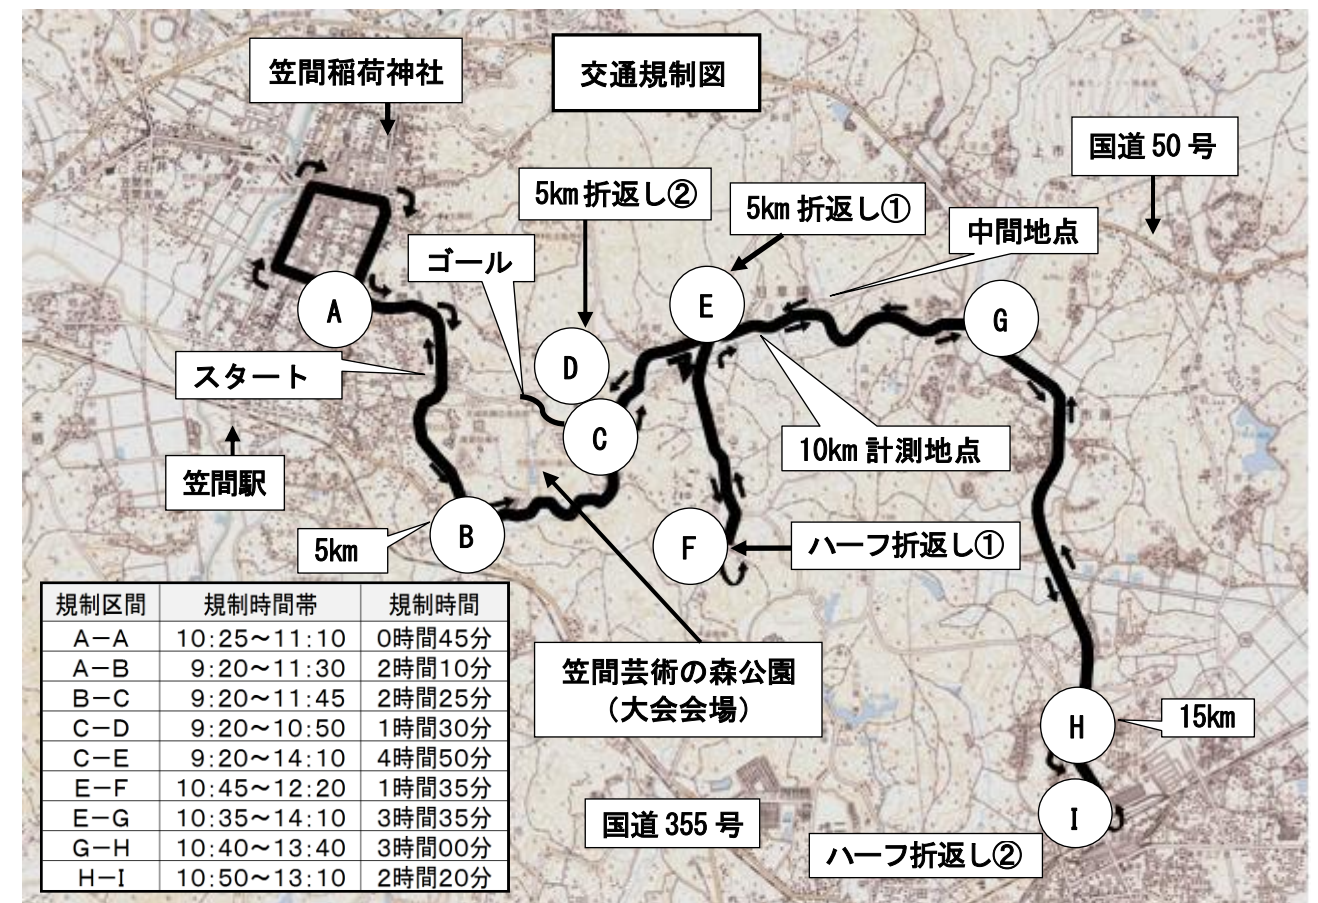 交通規制図
笠間稲荷神社
国道50号
5km折返し②
5km折返し①
中間地点
ゴール
A
E
G
D
スタート
C
10km計測地点
笠間駅
B
5km
F
ハーフ折返し①
笠間芸術の森公園
（大会会場）
H
15km
I
国道355号
ハーフ折返し②
規制区間 規制時間帯 規制時間
A－A 10:25～11:10 0時間45分
A－B 9:20～11:30 2時間10分
B－C 9:20～11:45 2時間25分
C－D 9:20～10:50 1時間30分
C－E 9:20～14:10 4時間50分
E－F 10:45～12:20 1時間35分
E－G 10:35～14:10 3時間35分
G－H 10:40～13:40 3時間00分
H－I 10:50～13:10 2時間20分
上市